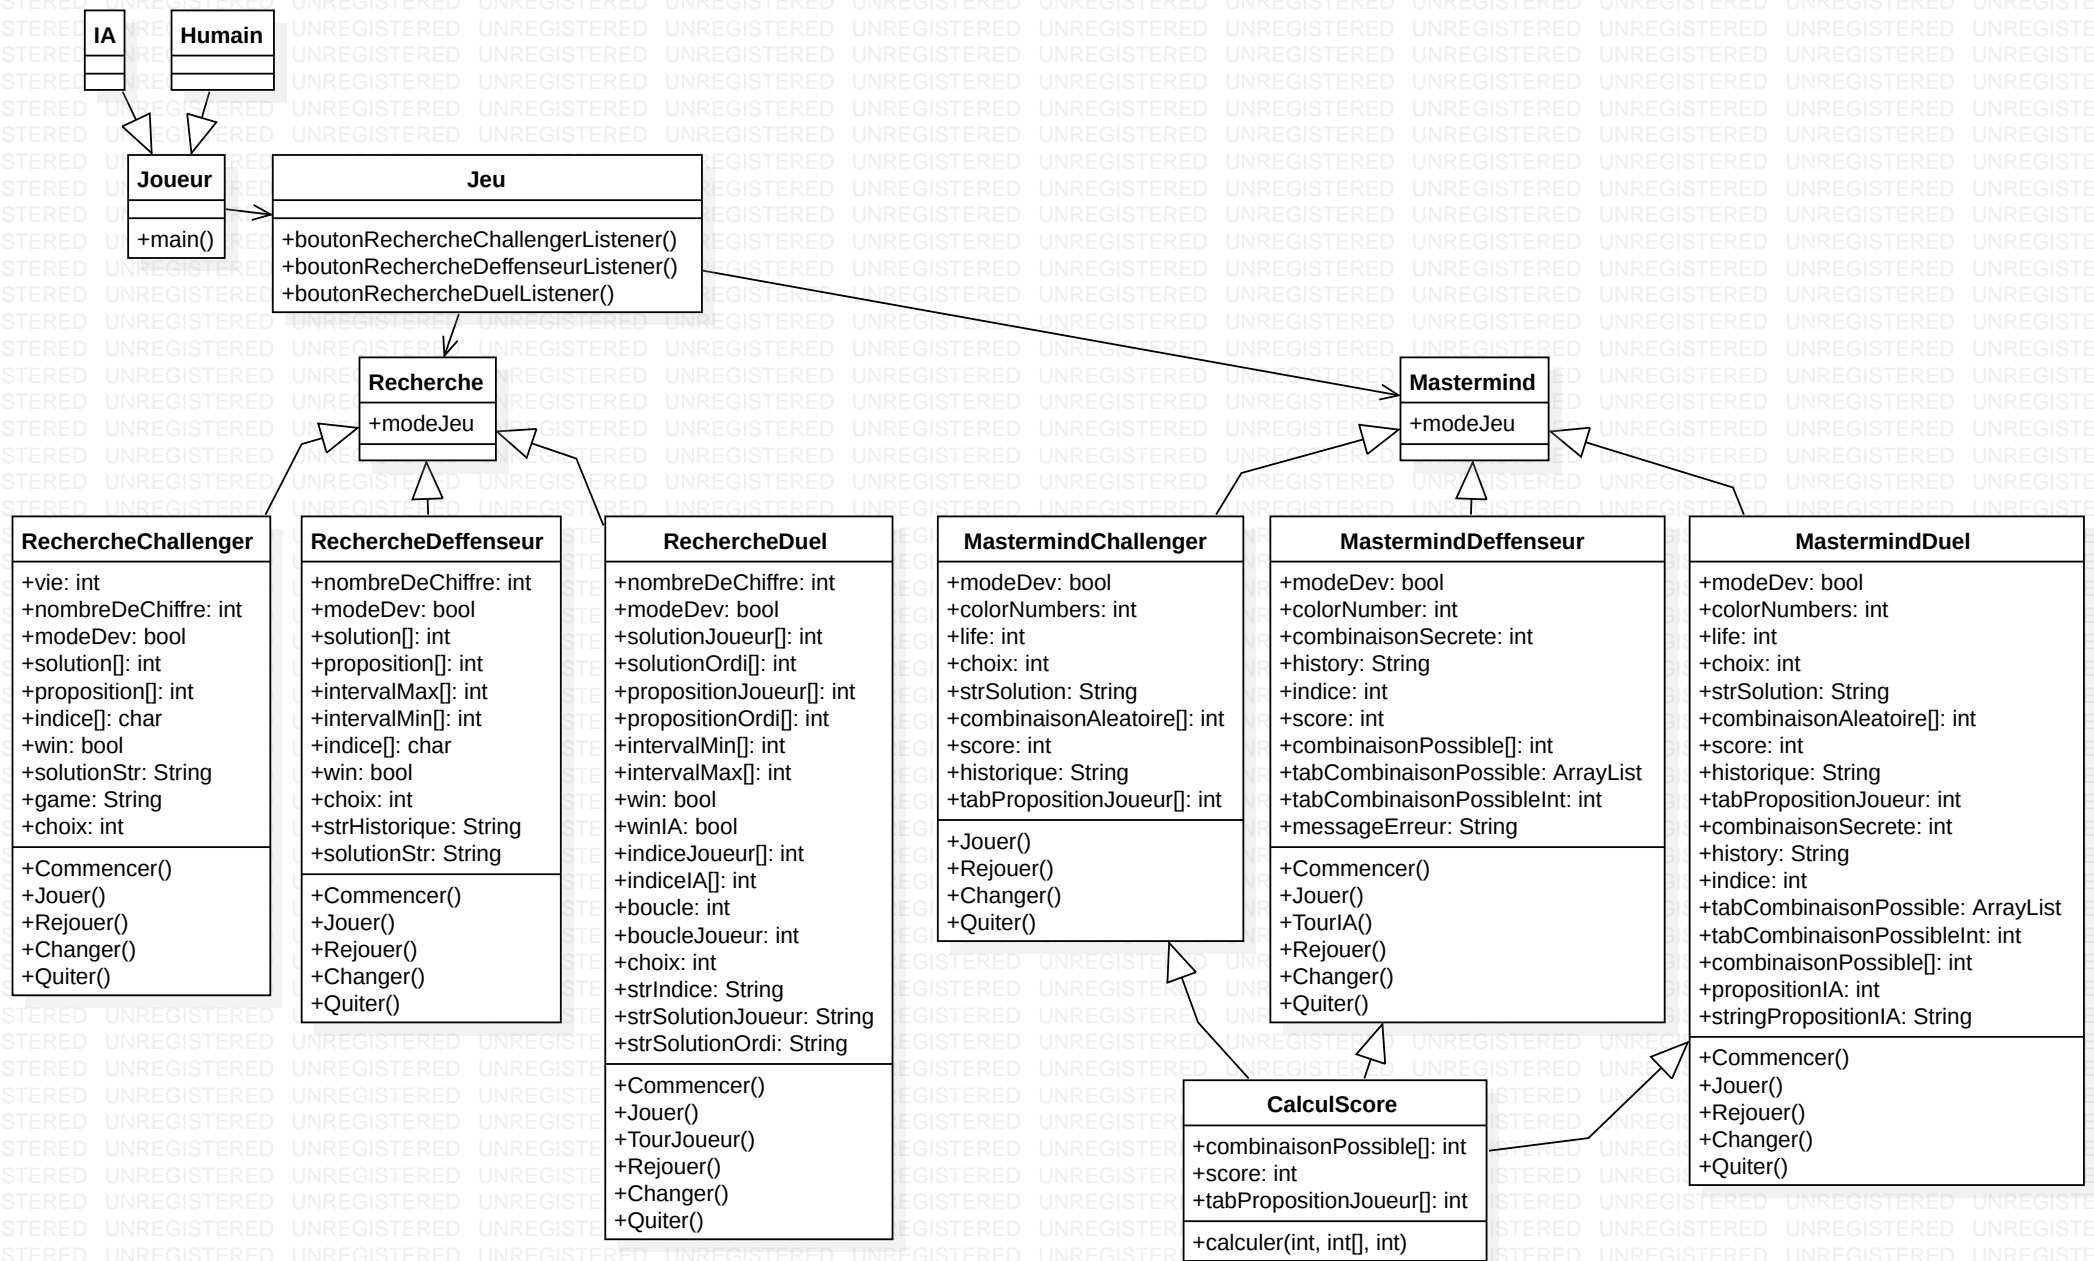 IA
Humain
Joueur
+main()
Jeu
+boutonRechercheChallengerListener()
+boutonRechercheDeffenseurListener()
+boutonRechercheDuelListener()
Recherche
+modeJeu
Mastermind
+modeJeu
RechercheChallenger
+vie: int
+nombreDeChiffre: int
+modeDev: bool
+solution[]: int
+proposition[]: int
+indice[]: char
+win: bool
+solutionStr: String
+game: String
+choix: int
+Commencer()
+Jouer()
+Rejouer()
+Changer()
+Quiter()
RechercheDeffenseur
+nombreDeChiffre: int
+modeDev: bool
+solution[]: int
+proposition[]: int
+intervalMax[]: int
+intervalMin[]: int
+indice[]: char
+win: bool
+choix: int
+strHistorique: String
+solutionStr: String
+Commencer()
+Jouer()
+Rejouer()
+Changer()
+Quiter()
RechercheDuel
+nombreDeChiffre: int
+modeDev: bool
+solutionJoueur[]: int
+solutionOrdi[]: int
+propositionJoueur[]: int
+propositionOrdi[]: int
+intervalMin[]: int
+intervalMax[]: int
+win: bool
+winIA: bool
+indiceJoueur[]: int
+indiceIA[]: int
+boucle: int
+boucleJoueur: int
+choix: int
+strIndice: String
+strSolutionJoueur: String
+strSolutionOrdi: String
+Commencer()
+Jouer()
+TourJoueur()
+Rejouer()
+Changer()
+Quiter()
MastermindChallenger
+modeDev: bool
+colorNumbers: int
+life: int
+choix: int
+strSolution: String
+combinaisonAleatoire[]: int
+score: int
+historique: String
+tabPropositionJoueur[]: int
+Jouer()
+Rejouer()
+Changer()
+Quiter()
MastermindDeffenseur
+modeDev: bool
+colorNumber: int
+combinaisonSecrete: int
+history: String
+indice: int
+score: int
+combinaisonPossible[]: int
+tabCombinaisonPossible: ArrayList
+tabCombinaisonPossibleInt: int
+messageErreur: String
+Commencer()
+Jouer()
+TourIA()
+Rejouer()
+Changer()
+Quiter()
MastermindDuel
+modeDev: bool
+colorNumbers: int
+life: int
+choix: int
+strSolution: String
+combinaisonAleatoire[]: int
+score: int
+historique: String
+tabPropositionJoueur: int
+combinaisonSecrete: int
+history: String
+indice: int
+tabCombinaisonPossible: ArrayList
+tabCombinaisonPossibleInt: int
+combinaisonPossible[]: int
+propositionIA: int
+stringPropositionIA: String
+Commencer()
+Jouer()
+Rejouer()
+Changer()
+Quiter()
CalculScore
+combinaisonPossible[]: int
+score: int
+tabPropositionJoueur[]: int
+calculer(int, int[], int)
UNREGISTERED